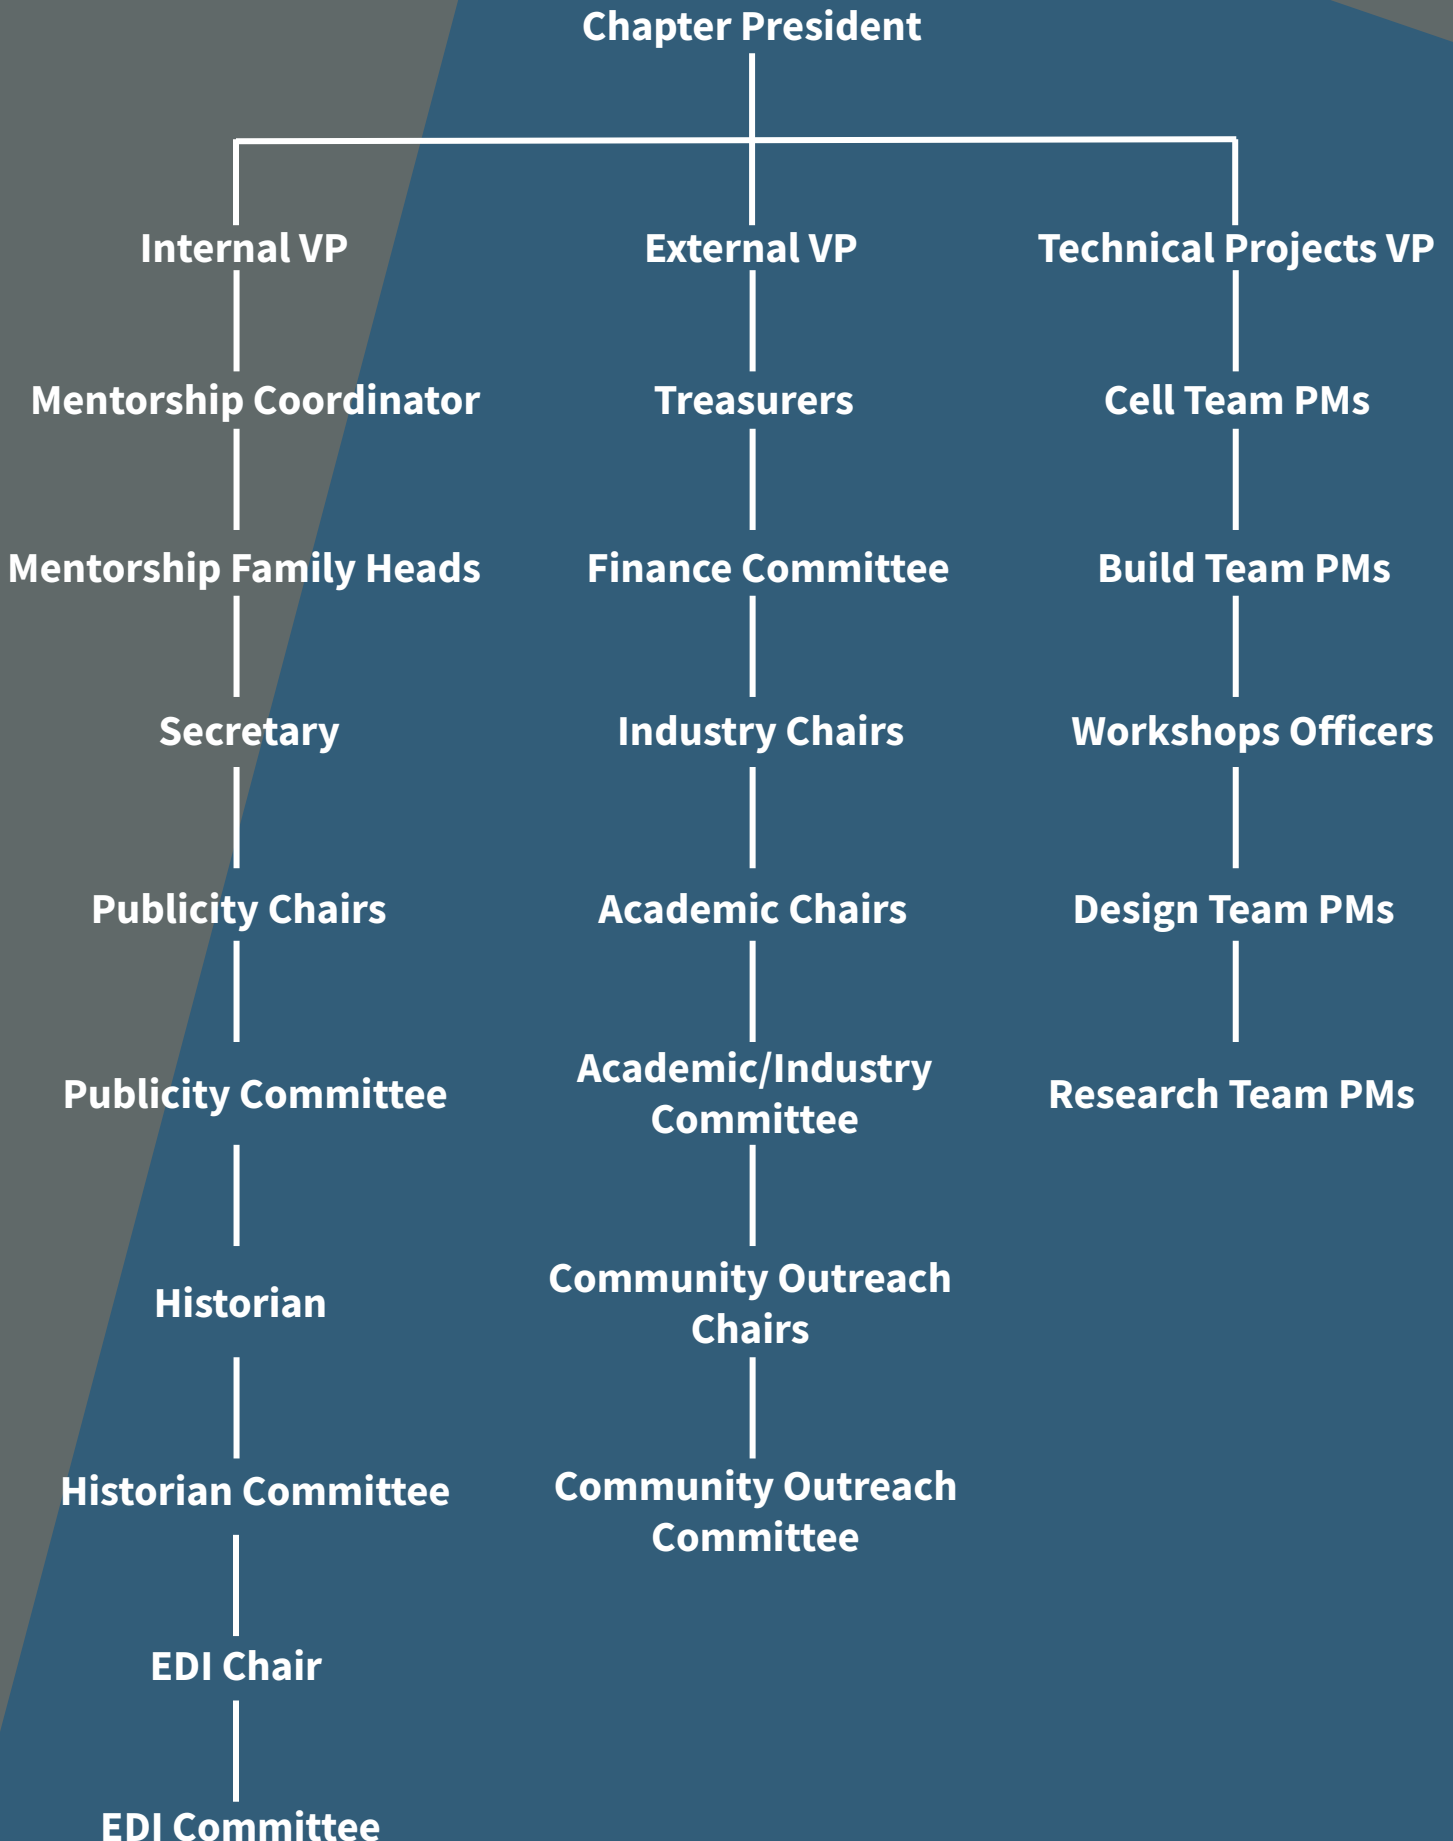 Chapter President
Internal VP
External VP
Technical Projects VP
Mentorship Coordinator
Treasurers
Cell Team PMs
Mentorship Family Heads
Finance Committee
Build Team PMs
Secretary
Industry Chairs
Workshops Officers
Publicity Chairs
Academic Chairs
Design Team PMs
Publicity Committee
Academic/Industry
Committee
Research Team PMs
Historian
Community Outreach
Chairs
Historian Committee
Community Outreach
Committee
EDI Chair
EDI Committee